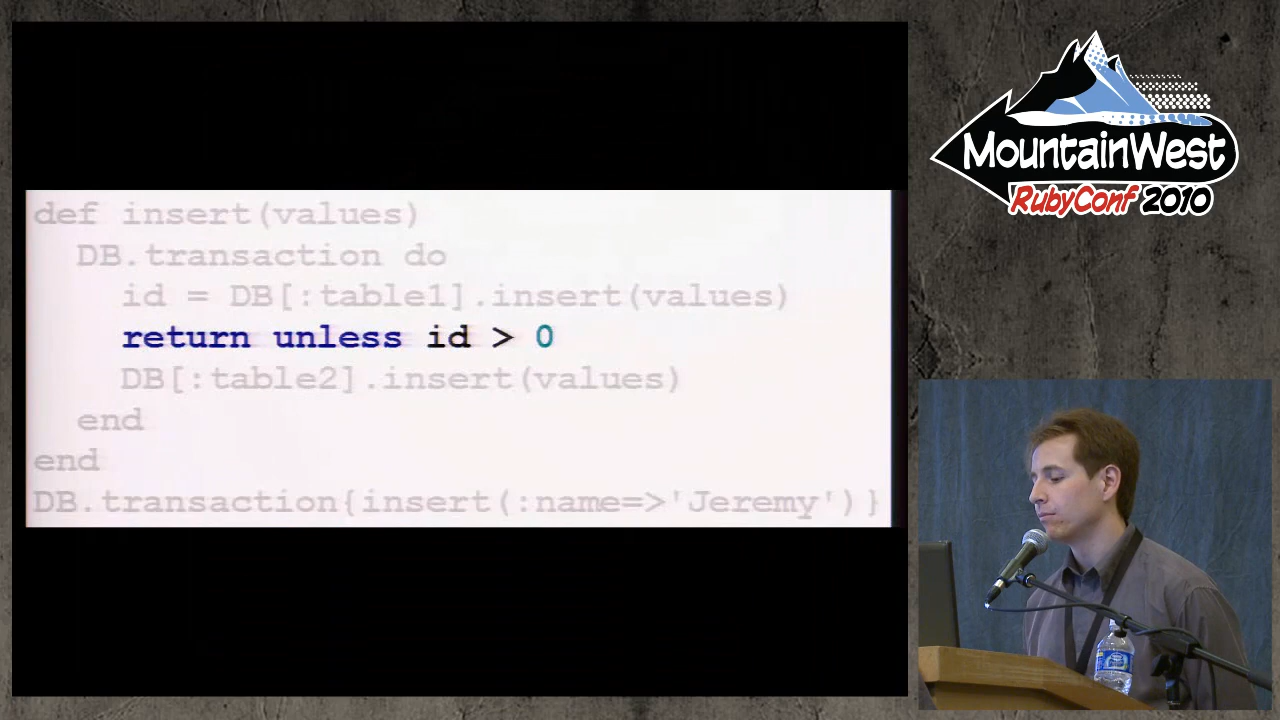 def insert(values)
DB.transaction do
id = DB[:table1].insert(values)
return unless id > 0
DB[:table2].insert(values)
end
end
DB.transaction{insert(:name=>'Jeremy')}
MountainWest
RubyConf 2010